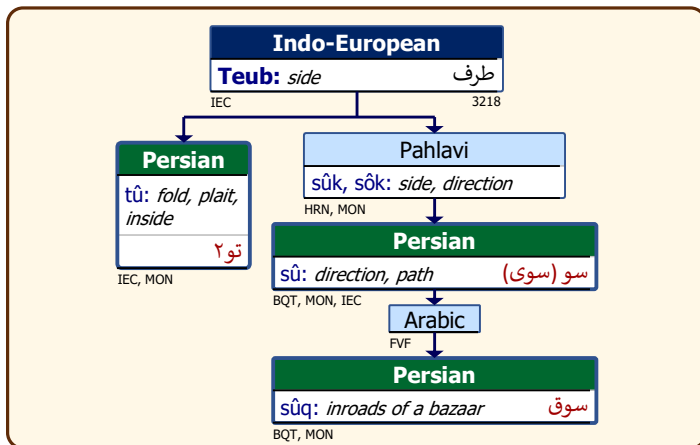 Indo-European
Teub: side طرف
IEC 3218
Persian
tû: fold, plait,
inside
تو۲
IEC, MON
Pahlavi
sûk, sôk: side, direction
HRN, MON
Persian
sû: direction, path سو (سوی)
BQT, MON, IEC
Arabic
FVF
Persian
sûq: inroads of a bazaar سوق
BQT, MON